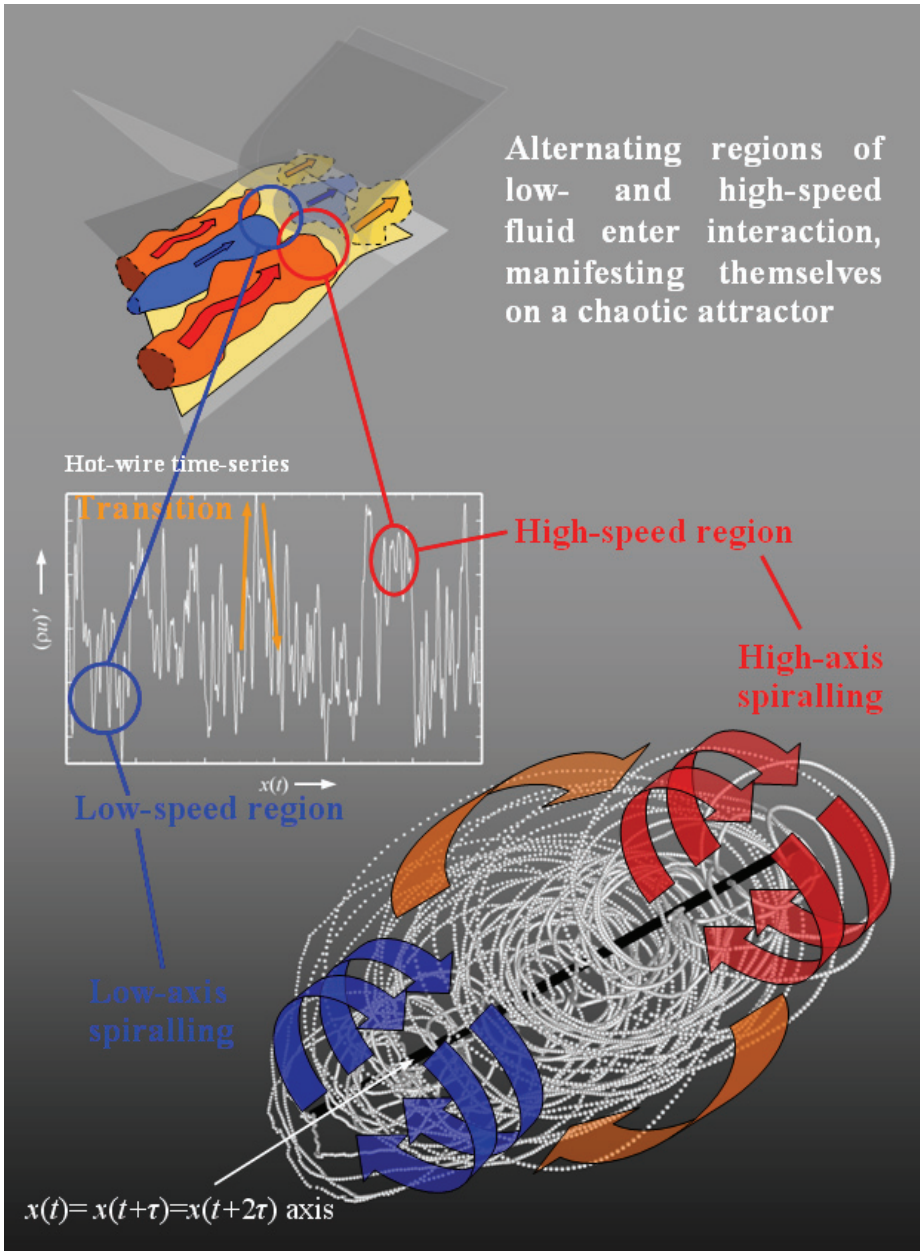 Alternating regions of
low- and high-speed
fluid enter interaction,
manifesting themselves
on a chaotic attractor
Hot-wire time-series
Transition
(ρu)′
x(t)
High-speed region
High-axis
spiralling
Low-speed region
Low-axis
spiralling
x(t)= x(t+τ)=x(t+2τ) axis